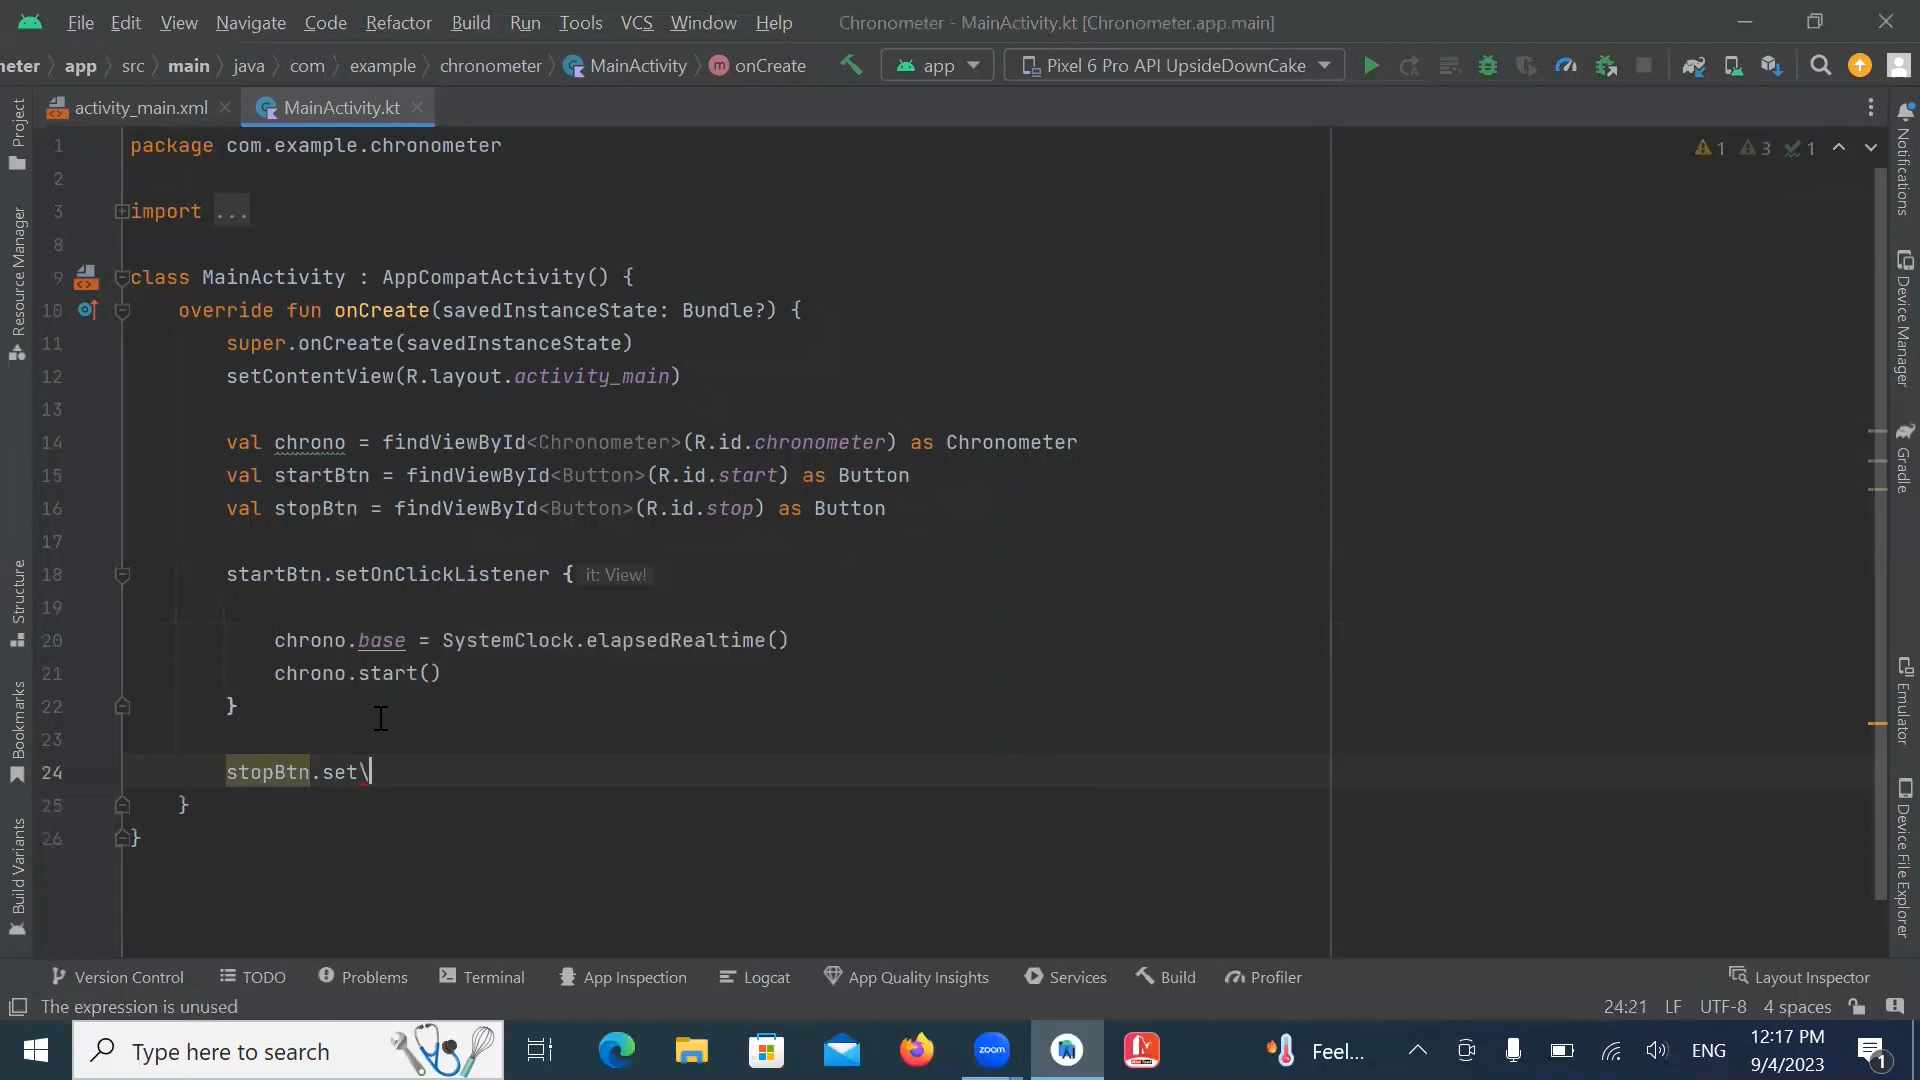 File Edit View Navigate Code Refactor Build Run Tools VCS Window Help Chronometer - MainActivity.kt [Chronometer.app.main]
neter app src main java com example chronometer MainActivity m onCreate app Pixel 6 Pro API UpsideDownCake
activity_main.xml MainActivity.kt
1 package com.example.chronometer 1 3 1
2
3 import ...
8
9 class MainActivity : AppCompatActivity() {
10 override fun onCreate(savedInstanceState: Bundle?) {
11 super.onCreate(savedInstanceState)
12 setContentView(R.layout.activity_main)
13
14 val chrono = findViewById<Chronometer>(R.id.chronometer) as Chronometer
15 val startBtn = findViewById<Button>(R.id.start) as Button
16 val stopBtn = findViewById<Button>(R.id.stop) as Button
17
18 startBtn.setOnClickListener { it: View!
19
20 chrono.base = SystemClock.elapsedRealtime()
21 chrono.start()
22 }
23
24 stopBtn.set\
25 }
26 }
Project
Resource Manager
Structure
Bookmarks
Build Variants
Notifications
Device Manager
Gradle
Emulator
Device File Explorer
Version Control TODO Problems Terminal App Inspection Logcat App Quality Insights Services Build Profiler Layout Inspector
The expression is unused 24:21 LF UTF-8 4 spaces
Type here to search zoom Feel... ENG 12:17 PM
9/4/2023 1